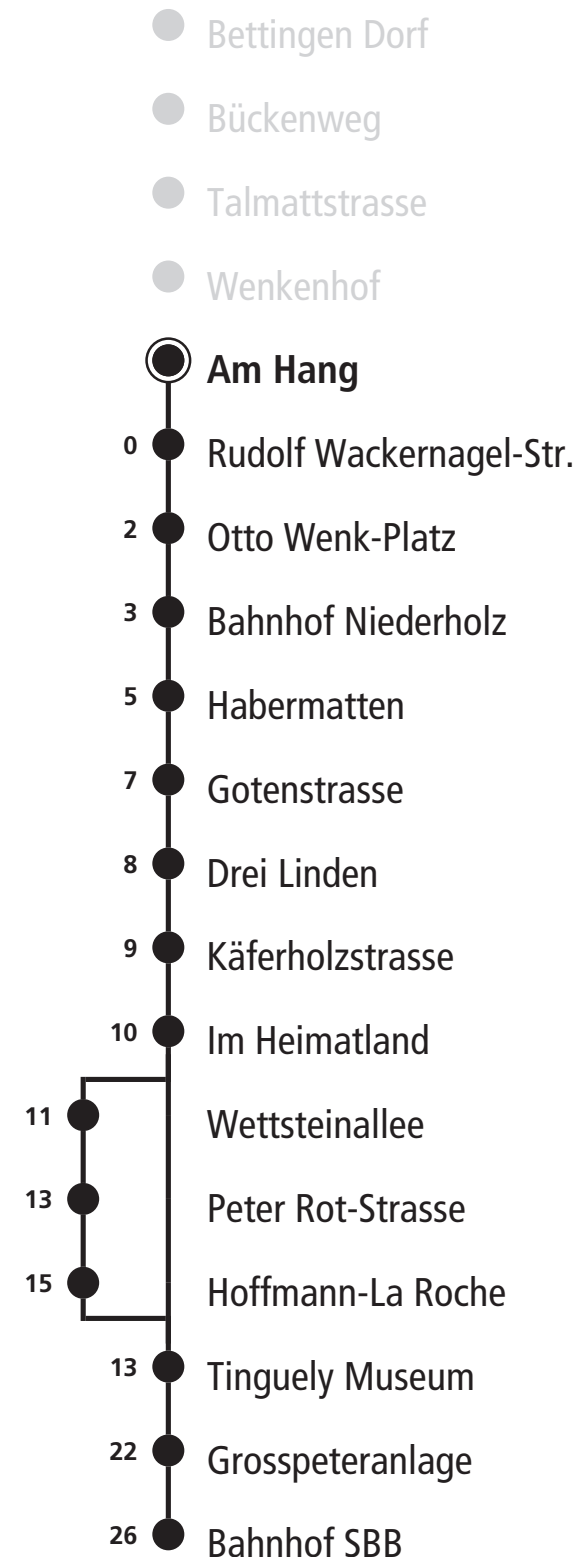 Bettingen Dorf
Bückenweg
Talmattstrasse
Wenkenhof
Am Hang
0 Rudolf Wackernagel-Str.
2 Otto Wenk-Platz
3 Bahnhof Niederholz
5 Habermatten
7 Gotenstrasse
8 Drei Linden
9 Käferholzstrasse
10 Im Heimatland
11 Wettsteinallee
13 Peter Rot-Strasse
15 Hoffmann-La Roche
13 Tinguely Museum
22 Grosspeteranlage
26 Bahnhof SBB